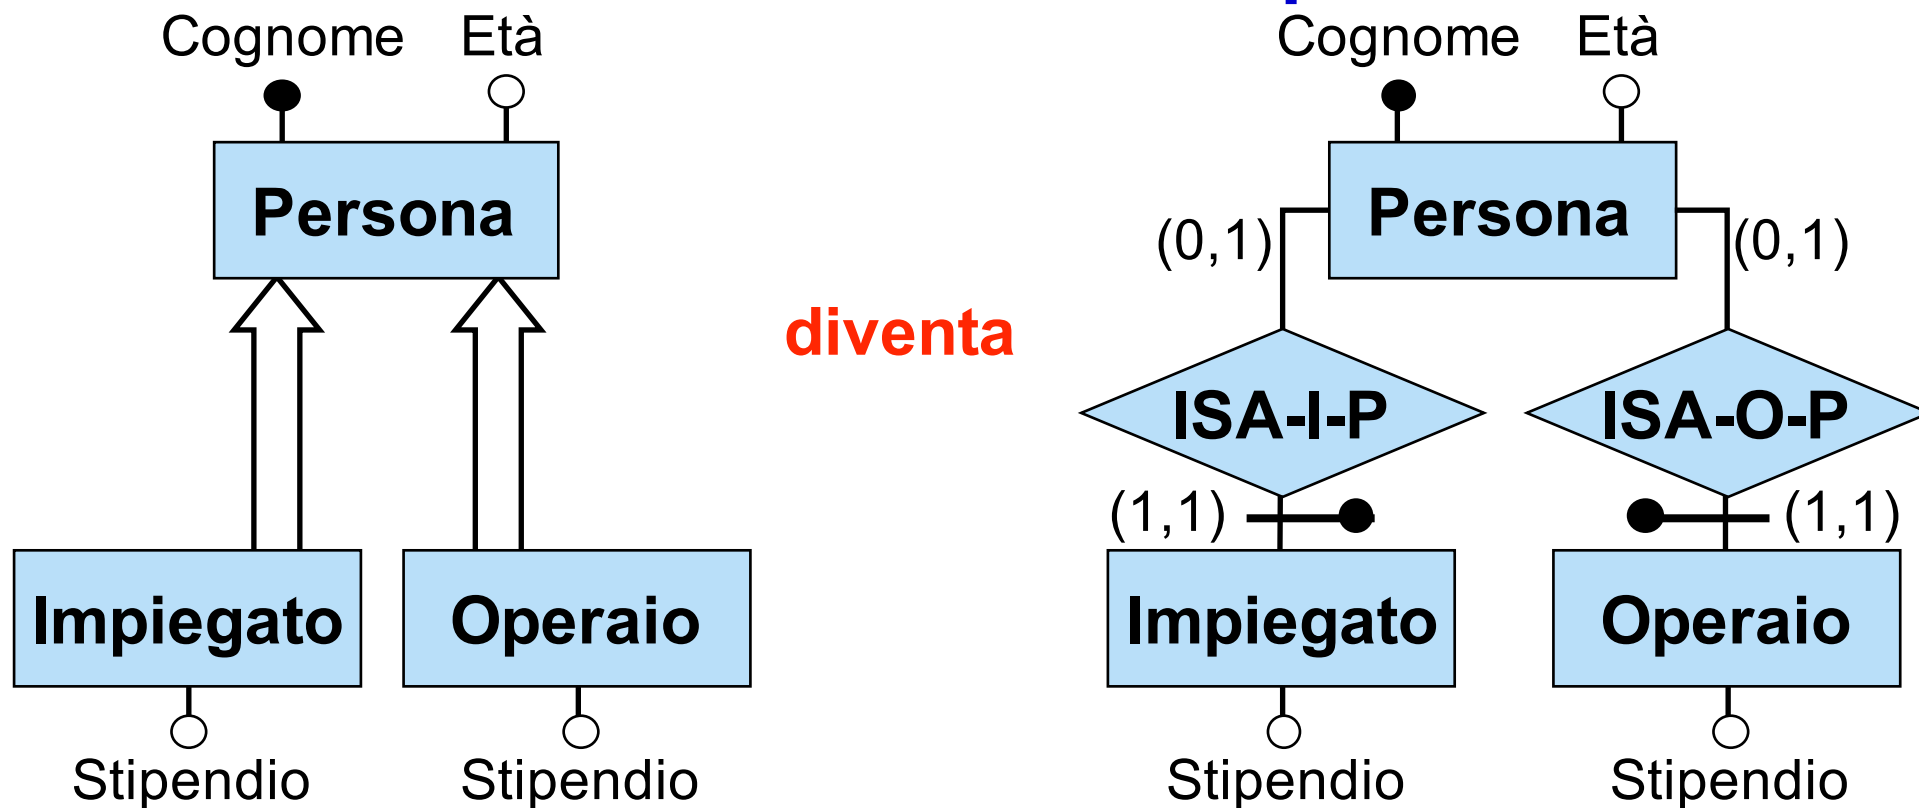 Cognome Età
Persona
Impiegato Operaio
Stipendio Stipendio
diventa
Cognome Età
Persona
(0,1) (0,1)
ISA-I-P ISA-O-P
(1,1) (1,1)
Impiegato Operaio
Stipendio Stipendio